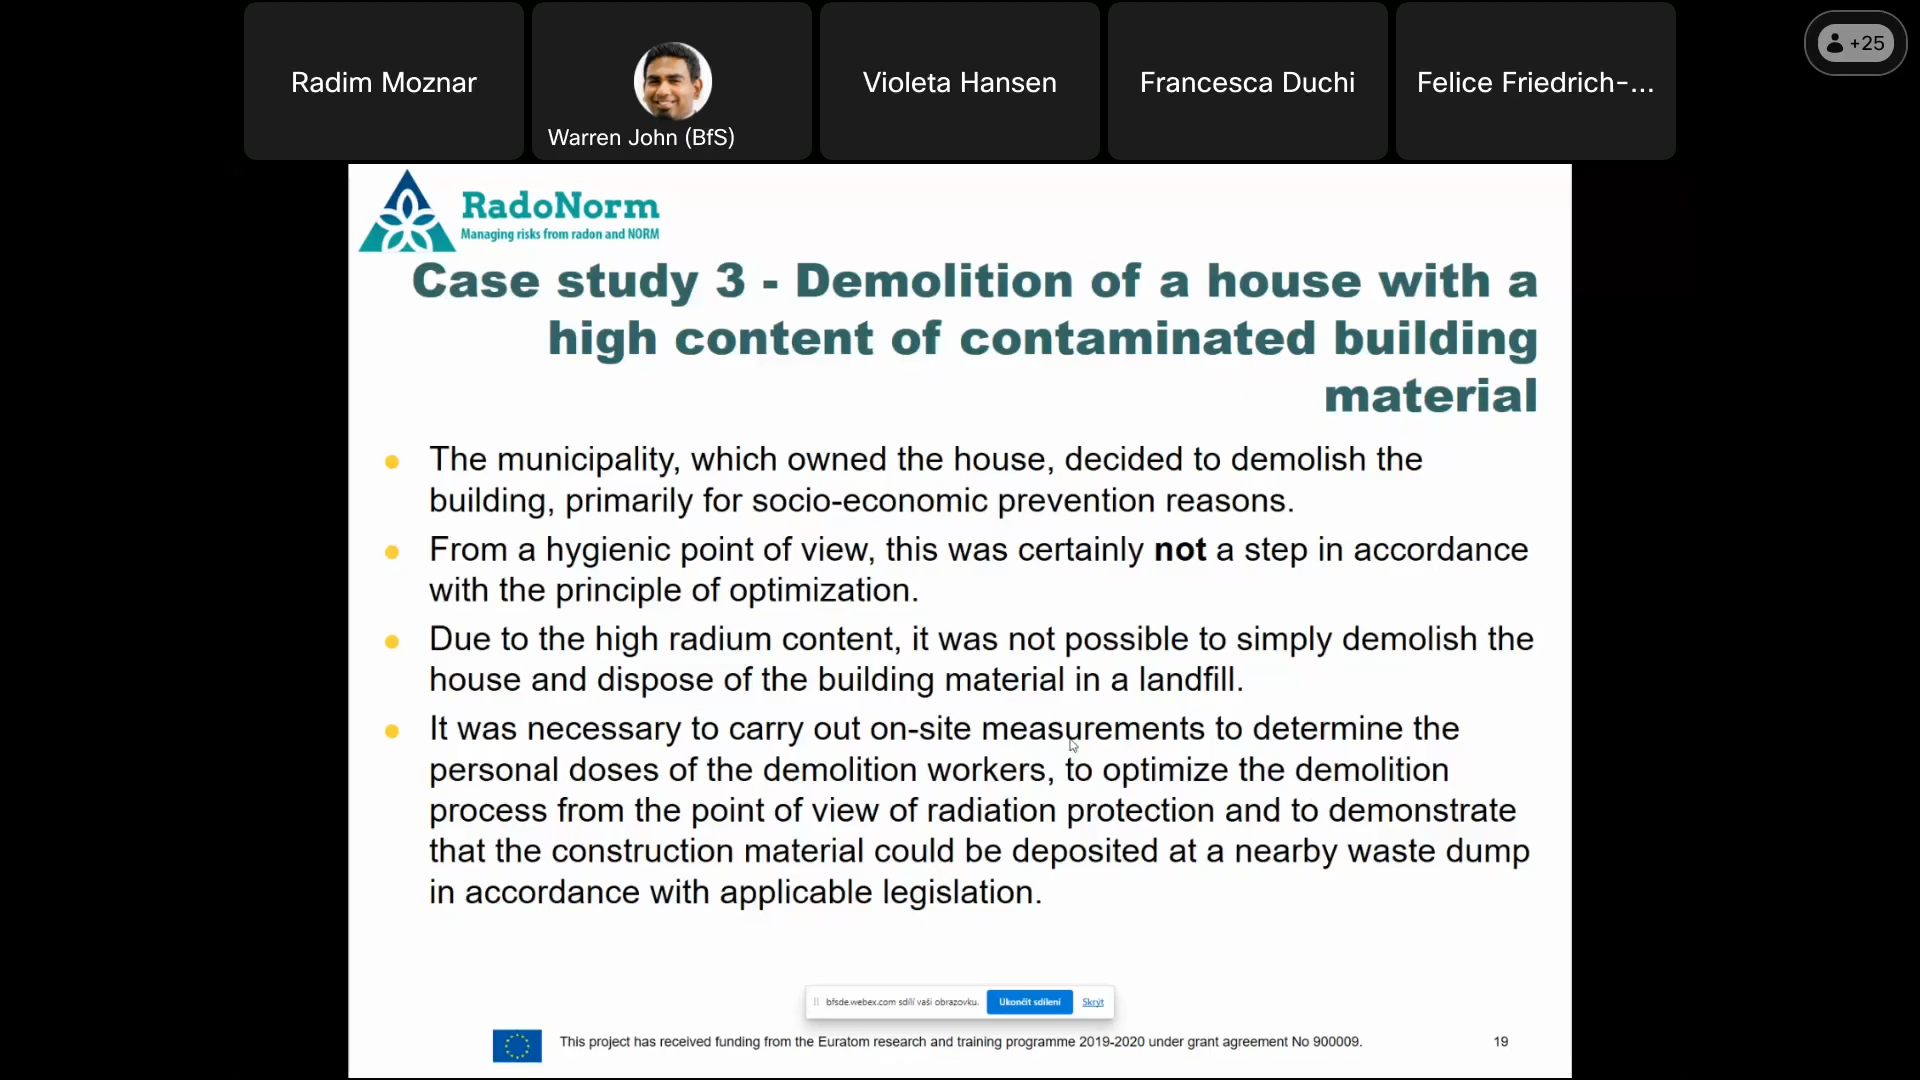 Radim Moznar
Warren John (BfS)
Violeta Hansen
Francesca Duchi
Felice Friedrich-...
+25
RadoNorm
Managing risks from radon and NORM
Case study 3 - Demolition of a house with a
high content of contaminated building
material
The municipality, which owned the house, decided to demolish the
building, primarily for socio-economic prevention reasons.
From a hygienic point of view, this was certainly not a step in accordance
with the principle of optimization.
Due to the high radium content, it was not possible to simply demolish the
house and dispose of the building material in a landfill.
It was necessary to carry out on-site measurements to determine the
personal doses of the demolition workers, to optimize the demolition
process from the point of view of radiation protection and to demonstrate
that the construction material could be deposited at a nearby waste dump
in accordance with applicable legislation.
bfsde.webex.com sdílí vaši obrazovku. Ukončit sdílení Skrýt
This project has received funding from the Euratom research and training programme 2019-2020 under grant agreement No 900009.
19